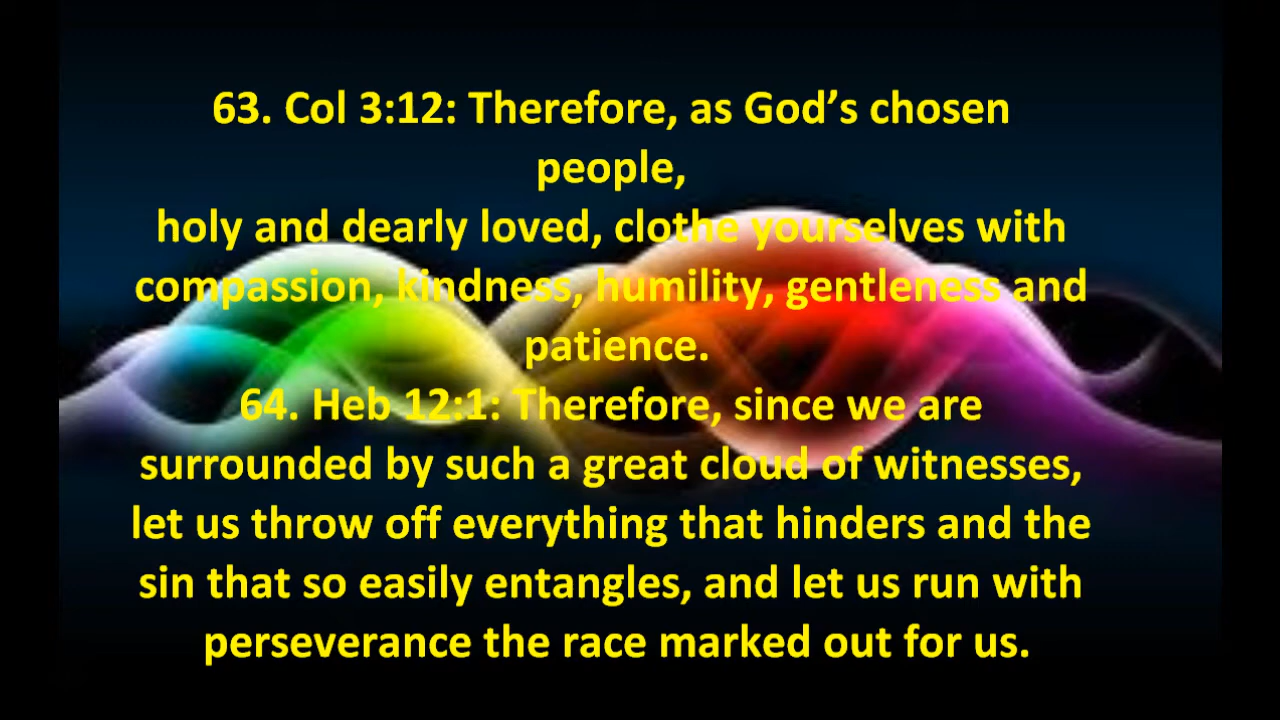 63. Col 3:12: Therefore, as God’s chosen
people,
holy and dearly loved, clothe yourselves with
compassion, kindness, humility, gentleness and
patience.
64. Heb 12:1: Therefore, since we are
surrounded by such a great cloud of witnesses,
let us throw off everything that hinders and the
sin that so easily entangles, and let us run with
perseverance the race marked out for us.